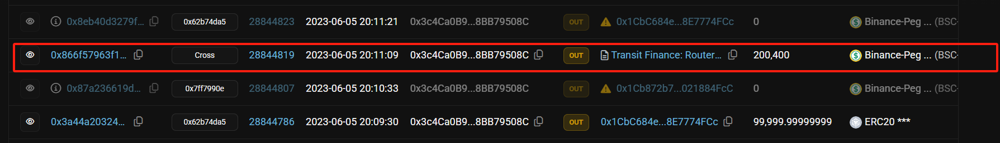 0x8eb40d3279f... 0x62b74da5 28844823 2023-06-05 20:11:21 0x3c4Ca0B9...8BB79508C OUT 0x1CbC684e...8E7774FCc 0 Binance-Peg ... (BSC-
0x866f57963f1... Cross 28844819 2023-06-05 20:11:09 0x3c4Ca0B9...8BB79508C OUT Transit Finance: Router... 200,400 Binance-Peg ... (BSC-
0x87a236619d... 0x7ff7990e 28844807 2023-06-05 20:10:33 0x3c4Ca0B9...8BB79508C OUT 0x1Cb872b7...021884FcC 0 Binance-Peg ... (BSC-
0x3a44a20324... 0x62b74da5 28844786 2023-06-05 20:09:30 0x3c4Ca0B9...8BB79508C OUT 0x1CbC684e...8E7774FCc 99,999.99999999 ERC20 ***